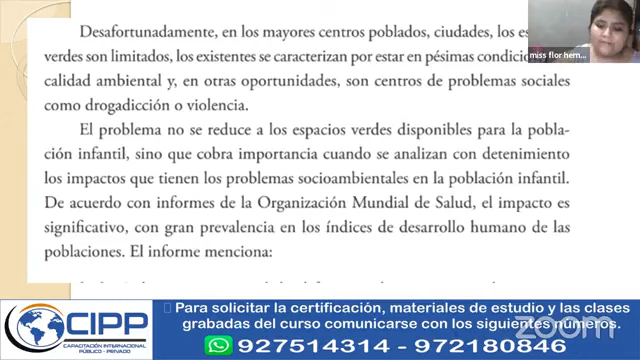 Desafortunadamente, en los mayores centros poblados, ciudades, los
verdes son limitados, los existentes se caracterizan por estar en pésimas
calidad ambiental y, en otras oportunidades, son centros de problemas sociales
como drogadicción o violencia.
El problema no se reduce a los espacios verdes disponibles para la pobla-
ción infantil, sino que cobra importancia cuando se analizan con detenimiento
los impactos que tienen los problemas socioambientales en la población infantil.
De acuerdo con informes de la Organización Mundial de Salud, el impacto es
significativo, con gran prevalencia en los índices de desarrollo humano de las
poblaciones. El informe menciona:
miss flor hern...
CIPP
CAPACITACIÓN INTERNACIONAL
PÚBLICO - PRIVADO
Para solicitar la certificación, materiales de estudio y las clases
grabadas del curso comunicarse con los siguientes números.
927514314 - 972180846
zoom